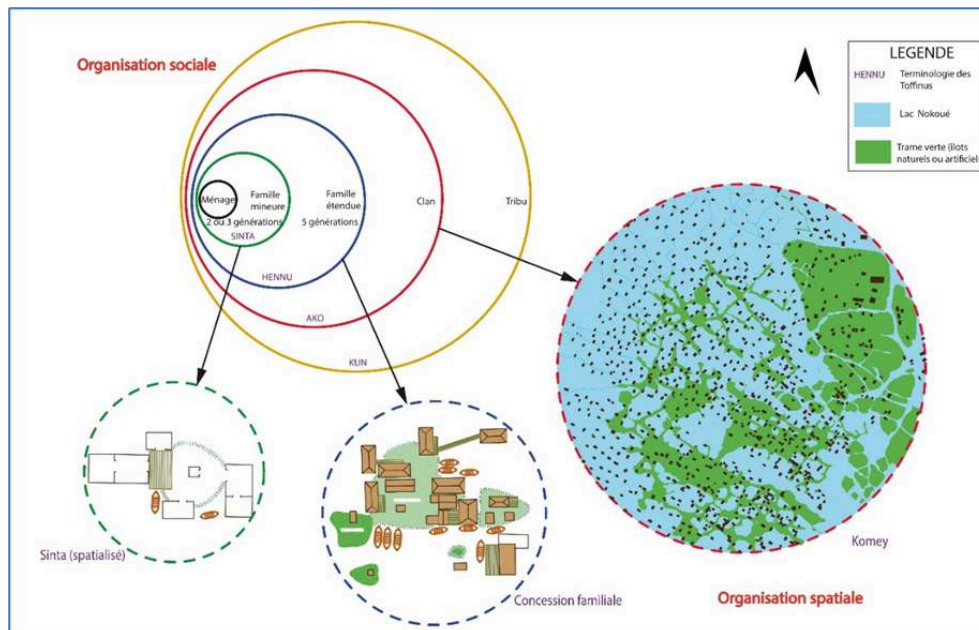 Organisation sociale
Ménage
Famille
mineure
2 ou 3 générations
SINTA
Famille
étendue
5 générations
HENNU
Clan
AKO
Tribu
KUN
LEGENDE
HENNU Terminologie des
Toffinus
Lac Nokoué
Trame verte (îlots
naturels ou artificiel
Sinta (spatialisé)
Concession familiale
Komey
Organisation spatiale